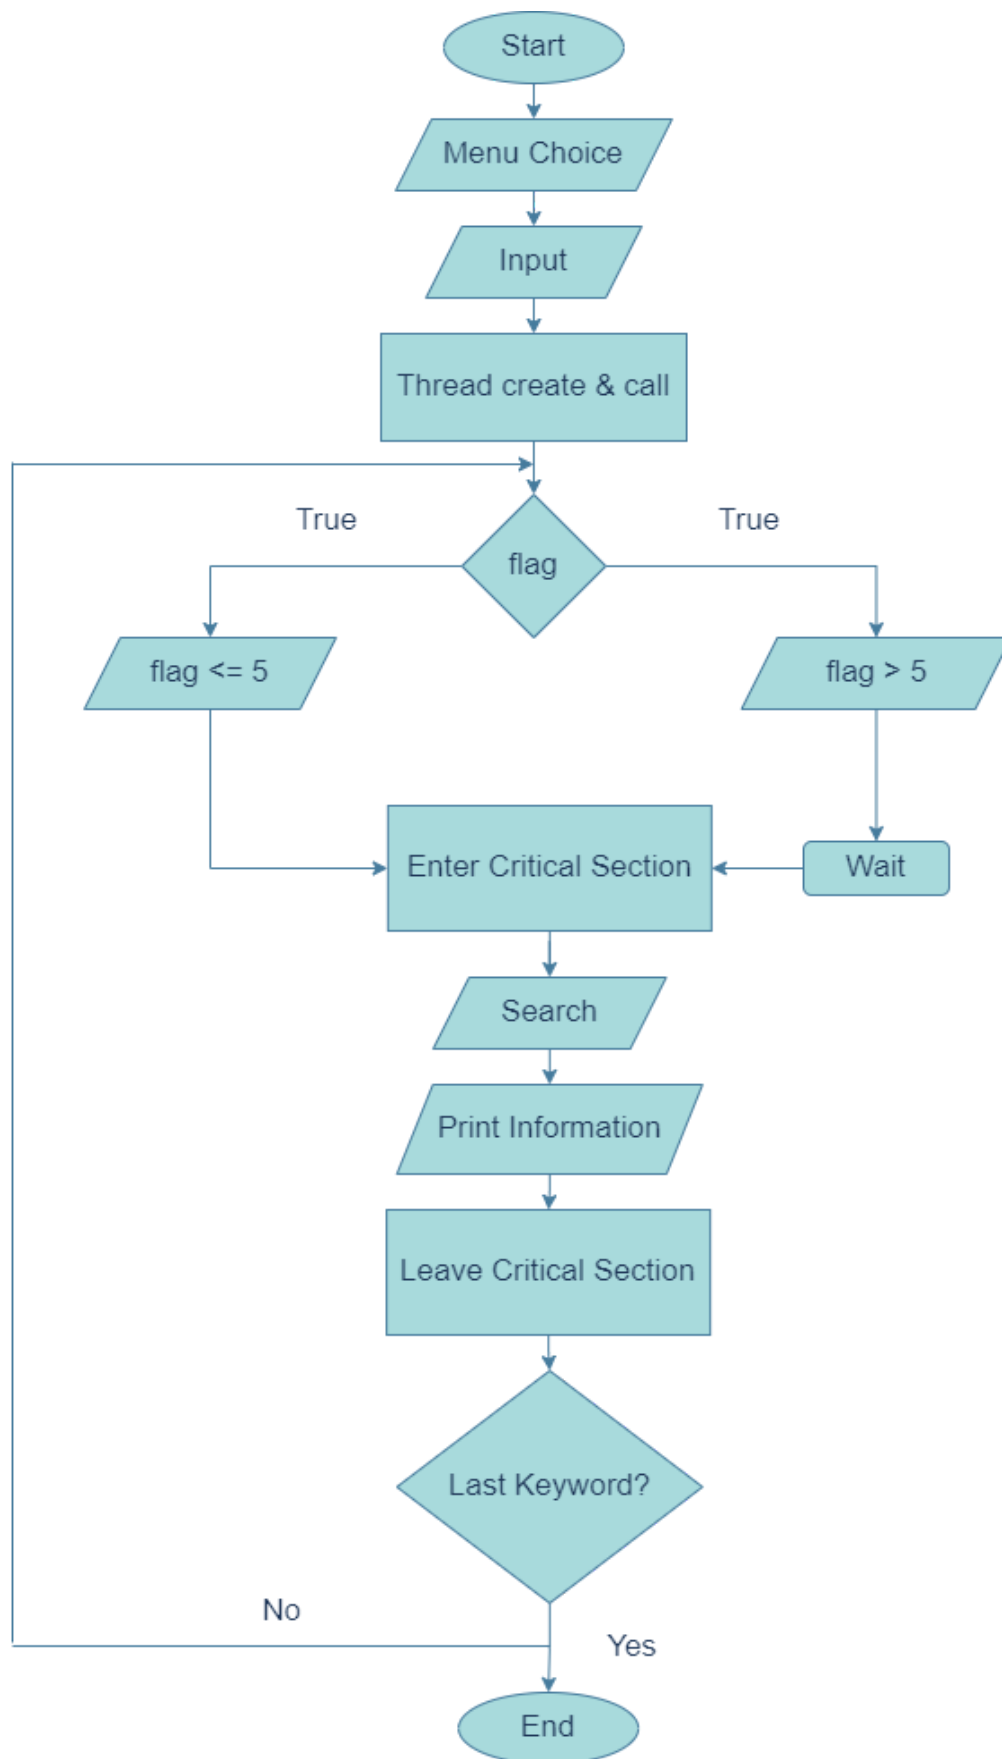 Start
Menu Choice
Input
Thread create & call
True
True
flag
flag <= 5
flag > 5
Enter Critical Section
Wait
Search
Print Information
Leave Critical Section
Last Keyword?
No
Yes
End